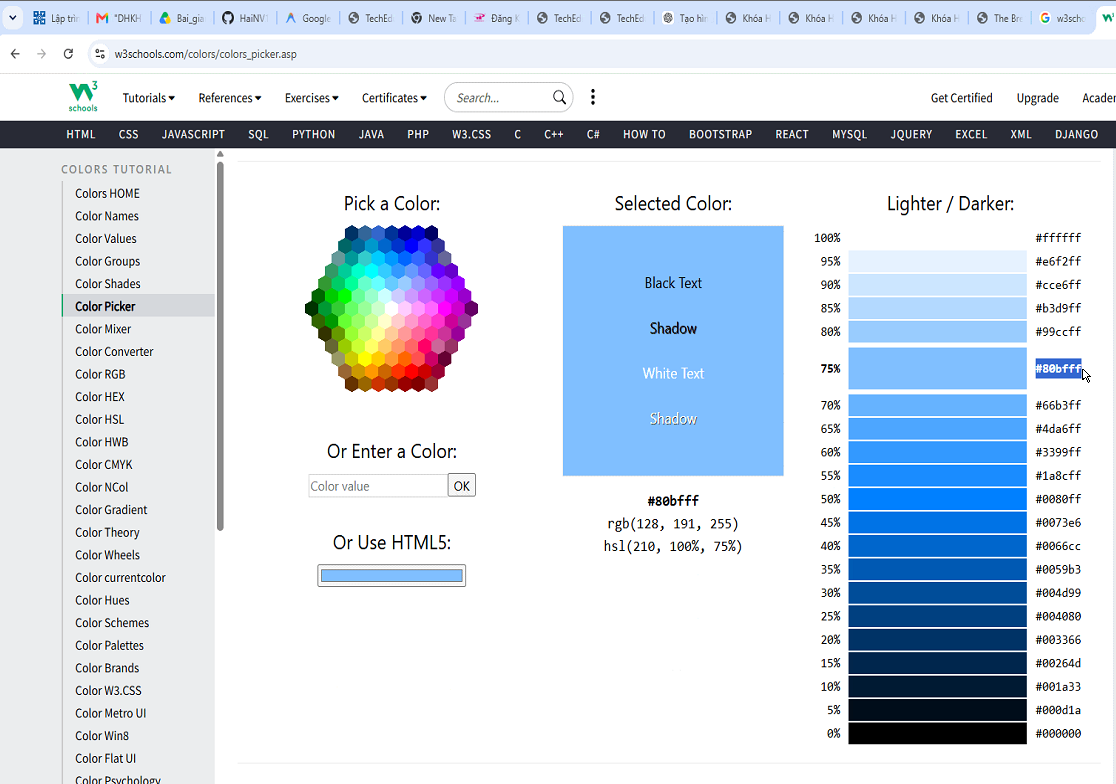 Lập trìn
M "DHKH
Bai_gia
HaiNV1
Google
TechEd
New Ta
Đăng K
TechEd
TechEd
Tạo hìn
Khóa H
Khóa H
Khóa H
Khóa H
The Bre
w3scho
w3schools.com/colors/colors_picker.asp
W3
schools
Tutorials
References
Exercises
Certificates
Search...
Get Certified
Upgrade
Academ
HTML CSS JAVASCRIPT SQL PYTHON JAVA PHP W3.CSS C C++ C# HOW TO BOOTSTRAP REACT MYSQL JQUERY EXCEL XML DJANGO
COLORS TUTORIAL
Colors HOME
Color Names
Color Values
Color Groups
Color Shades
Color Picker
Color Mixer
Color Converter
Color RGB
Color HEX
Color HSL
Color HWB
Color CMYK
Color NCol
Color Gradient
Color Theory
Color Wheels
Color currentcolor
Color Hues
Color Schemes
Color Palettes
Color Brands
Color W3.CSS
Color Metro UI
Color Win8
Color Flat UI
Color Psychology
Pick a Color:
Or Enter a Color:
Color value
OK
Or Use HTML5:
Selected Color:
Black Text
Shadow
White Text
Shadow
#80bfff
rgb(128, 191, 255)
hsl(210, 100%, 75%)
Lighter / Darker:
100% #ffffff
95% #e6f2ff
90% #cce6ff
85% #b3d9ff
80% #99ccff
75% #80bfff
70% #66b3ff
65% #4da6ff
60% #3399ff
55% #1a8cff
50% #0080ff
45% #0073e6
40% #0066cc
35% #0059b3
30% #004d99
25% #004080
20% #003366
15% #00264d
10% #001a33
5% #000d1a
0% #000000